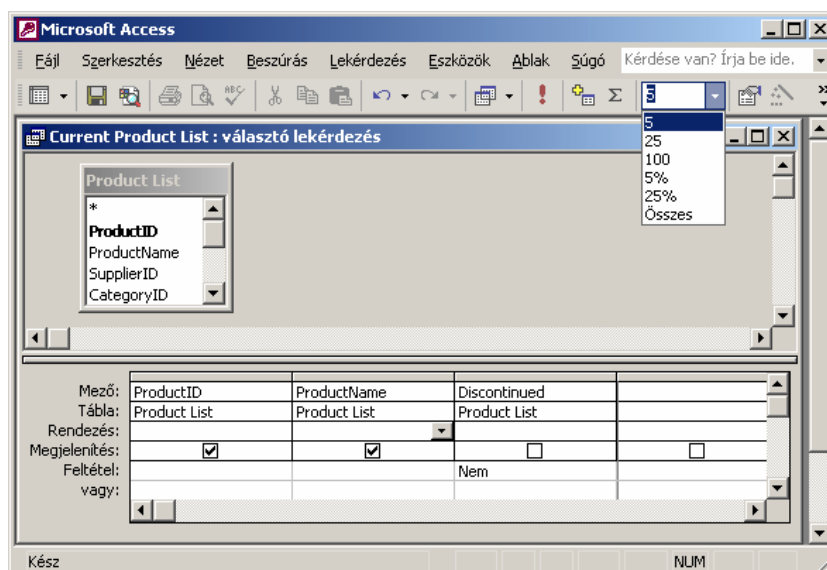 Microsoft Access
Fájl Szerkesztés Nézet Beszúrás Lekérdezés Eszközök Ablak Súgó Kérdése van? Írja be ide.
5
5
25
100
5%
25%
Összes
Current Product List : választó lekérdezés
Product List
*
ProductID
ProductName
SupplierID
CategoryID
Mező: ProductID ProductName Discontinued
Tábla: Product List Product List Product List
Rendezés:
Megjelenítés:
Feltétel: Nem
vagy:
Kész NUM